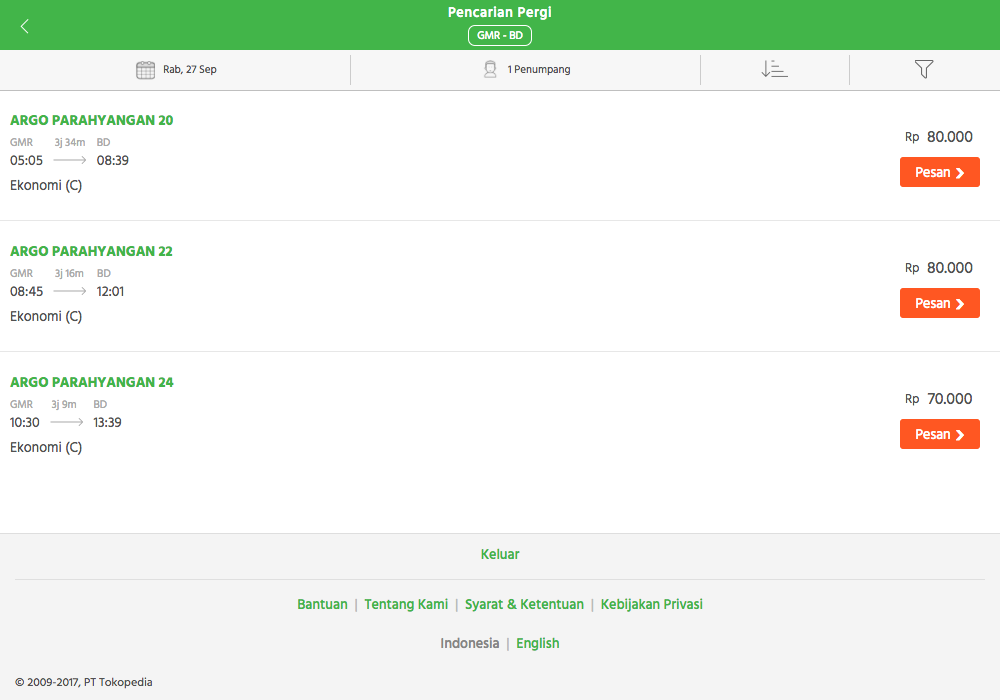 Pencarian Pergi
GMR - BD
Rab, 27 Sep
1 Penumpang
ARGO PARAHYANGAN 20
GMR 3j 34m BD
05:05 08:39
Ekonomi (C)
Rp 80.000
Pesan
ARGO PARAHYANGAN 22
GMR 3j 16m BD
08:45 12:01
Ekonomi (C)
Rp 80.000
Pesan
ARGO PARAHYANGAN 24
GMR 3j 9m BD
10:30 13:39
Ekonomi (C)
Rp 70.000
Pesan
Keluar
Bantuan | Tentang Kami | Syarat & Ketentuan | Kebijakan Privasi
Indonesia | English
© 2009-2017, PT Tokopedia